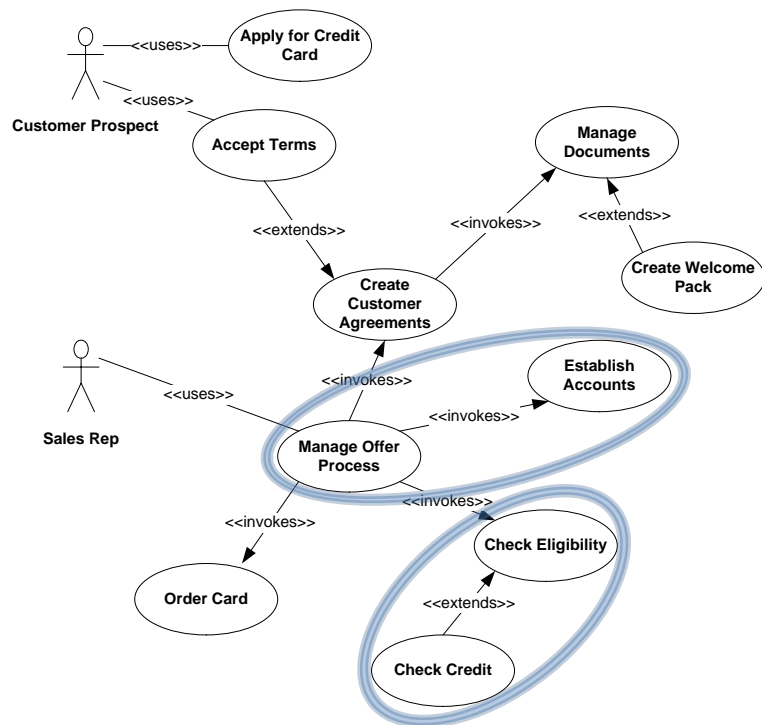 Apply for Credit
Card
<<uses>>
<<uses>>
Customer Prospect
Accept Terms
Manage
Documents
<<extends>>
<<invokes>>
<<extends>>
Create Welcome
Pack
Create
Customer
Agreements
Sales Rep
<<uses>>
<<invokes>>
Establish
Accounts
<<invokes>>
Manage Offer
Process
<<invokes>>
<<invokes>>
Check Eligibility
Order Card
<<extends>>
Check Credit